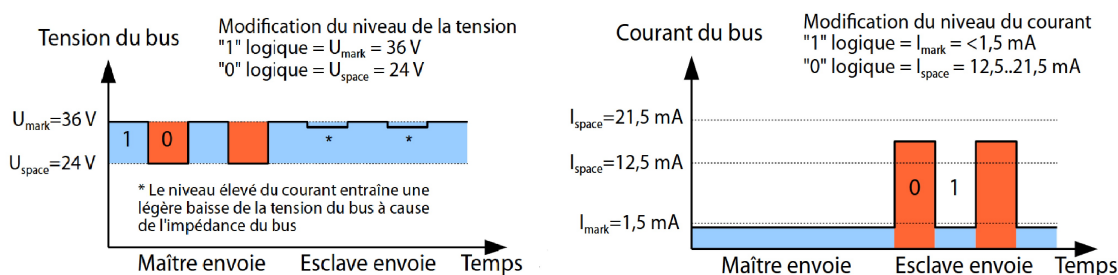 Modification du niveau de la tension
Tension du bus
"1" logique = Umark = 36 V
"0" logique = Uspace = 24 V
Umark=36 V
1
0
Uspace=24 V
*
*
* Le niveau élevé du courant entraîne une
légère baisse de la tension du bus à cause
de l'impédance du bus
Maître envoie
Esclave envoie
Temps
Modification du niveau du courant
Courant du bus
"1" logique = Imark = <1,5 mA
"0" logique = Ispace = 12,5..21,5 mA
Ispace=21,5 mA
Ispace=12,5 mA
0
1
Imark=1,5 mA
Maître envoie
Esclave envoie
Temps